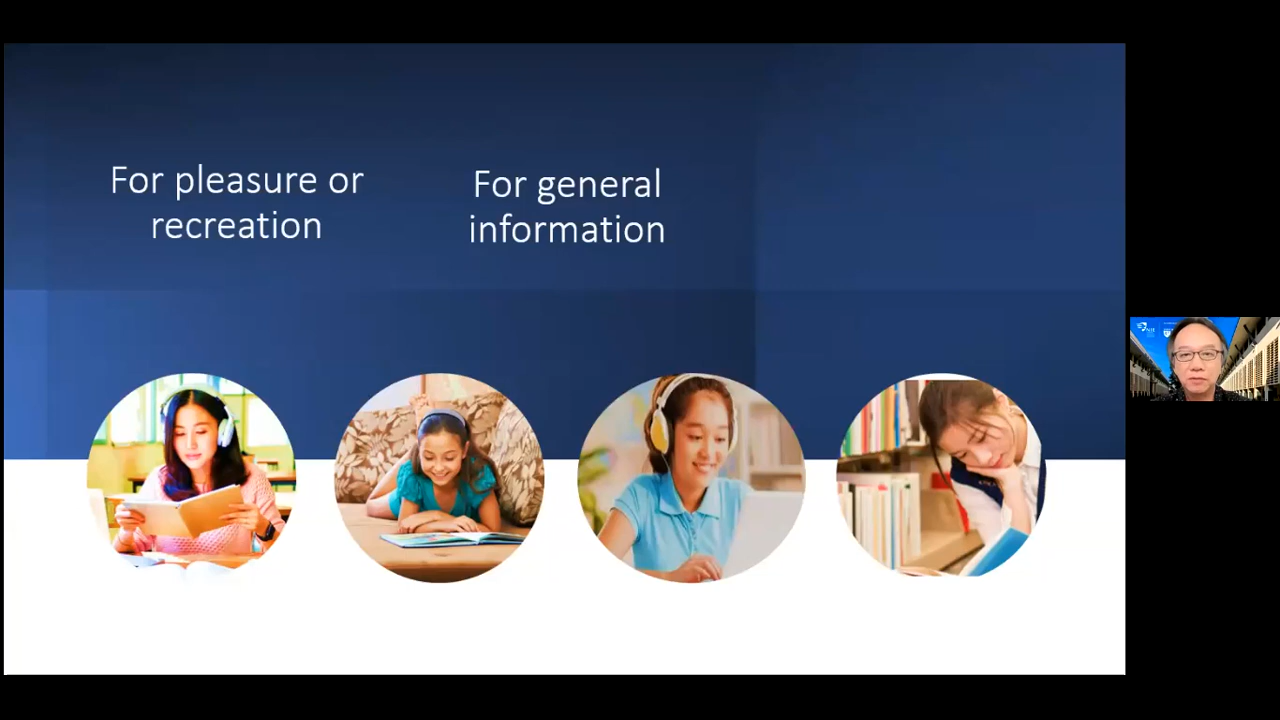 For pleasure or
recreation
For general
information